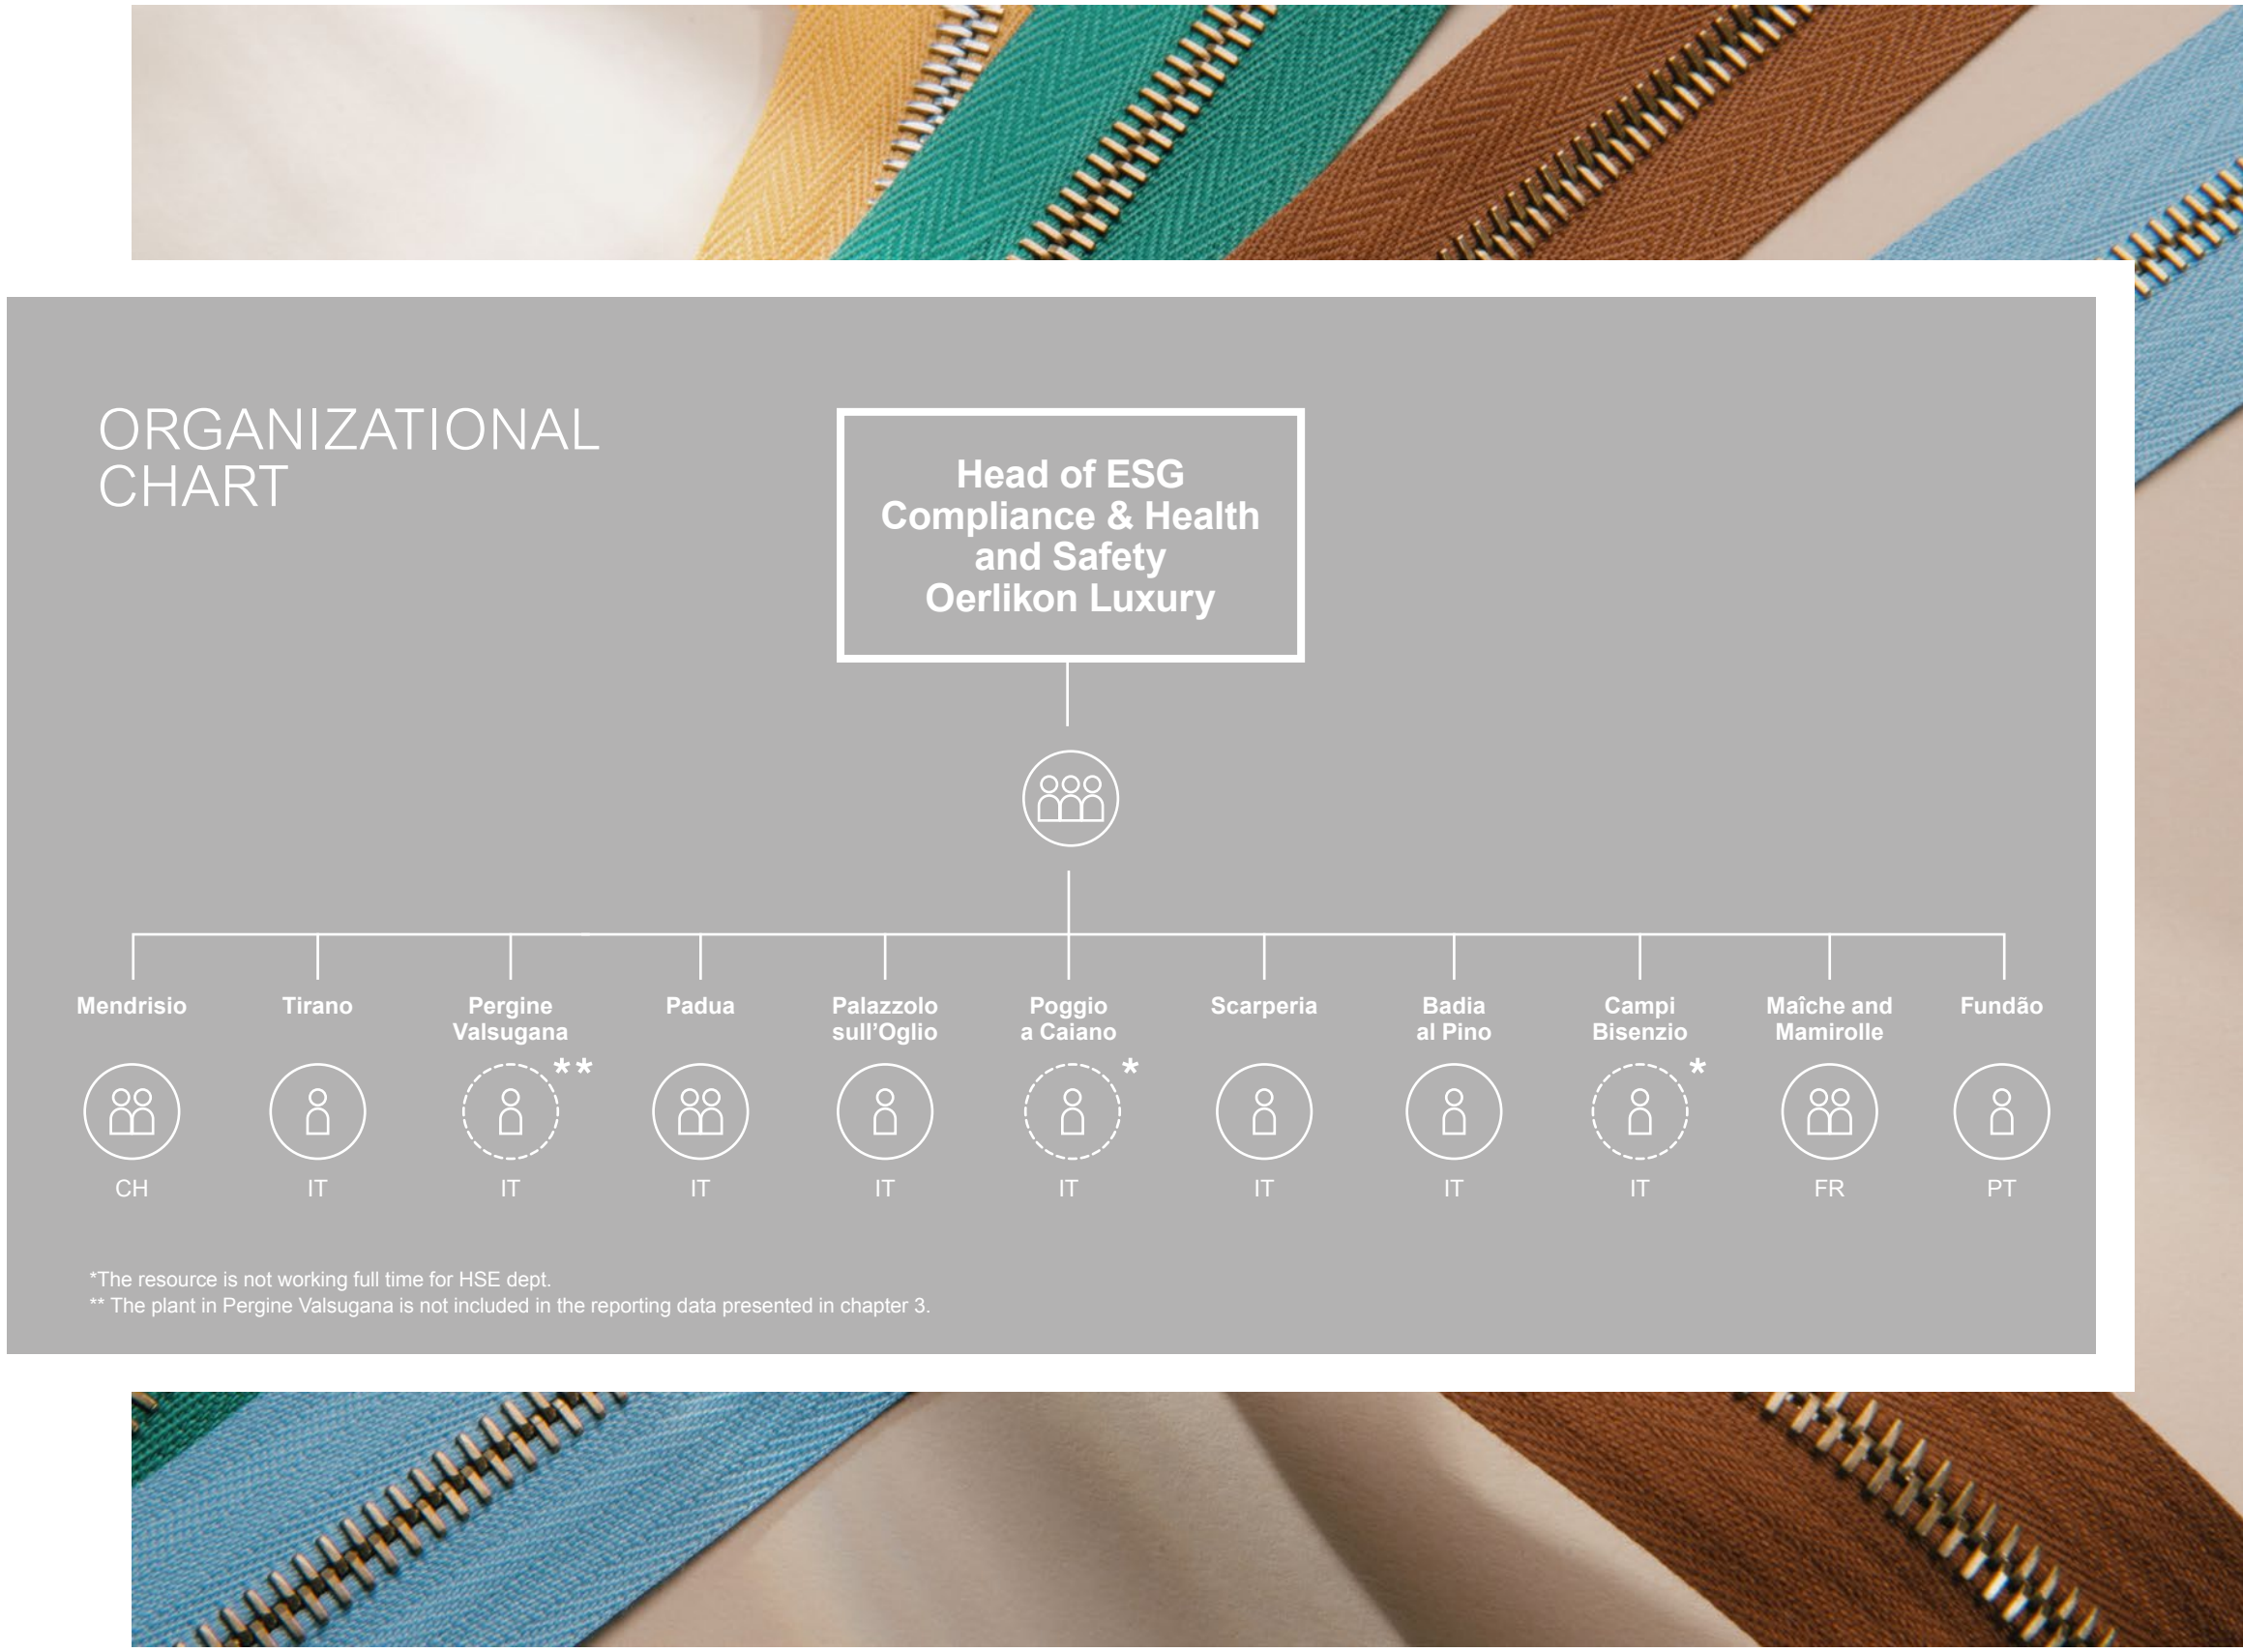 ORGANIZATIONAL
CHART
Head of ESG
Compliance & Health
and Safety
Oerlikon Luxury
Mendrisio
CH
Tirano
IT
Pergine
Valsugana
**
IT
Padua
IT
Palazzolo
sull’Oglio
IT
Poggio
a Caiano
*
IT
Scarperia
IT
Badia
al Pino
IT
Campi
Bisenzio
*
IT
Maîche and
Mamirolle
FR
Fundão
PT
*The resource is not working full time for HSE dept.
** The plant in Pergine Valsugana is not included in the reporting data presented in chapter 3.